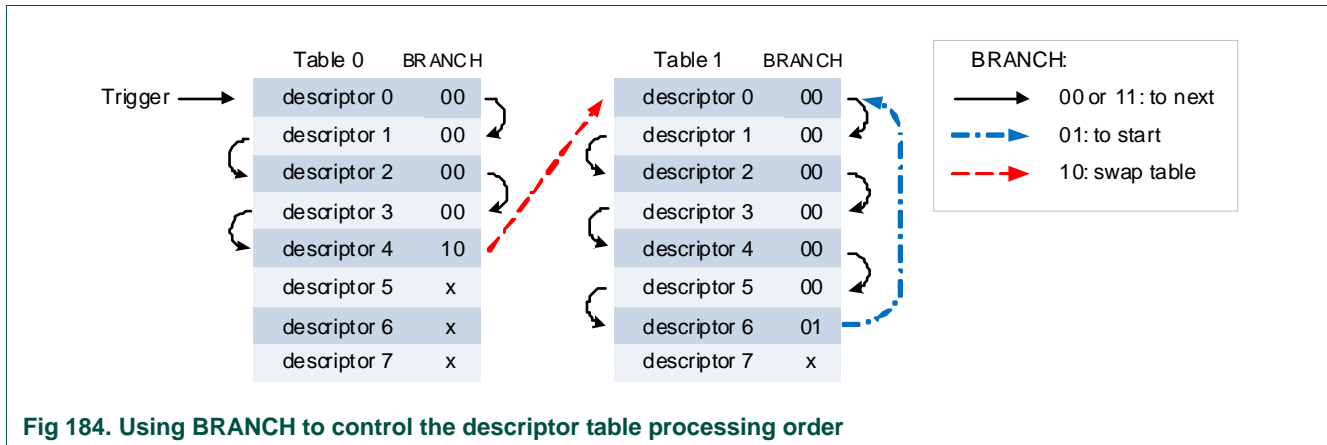 Table 0 BRANCH
Trigger
descriptor 0 00
descriptor 1 00
descriptor 2 00
descriptor 3 00
descriptor 4 10
descriptor 5 x
descriptor 6 x
descriptor 7 x
Table 1 BRANCH
descriptor 0 00
descriptor 1 00
descriptor 2 00
descriptor 3 00
descriptor 4 00
descriptor 5 00
descriptor 6 01
descriptor 7 x
BRANCH:
00 or 11: to next
01: to start
10: swap table
Fig 184. Using BRANCH to control the descriptor table processing order